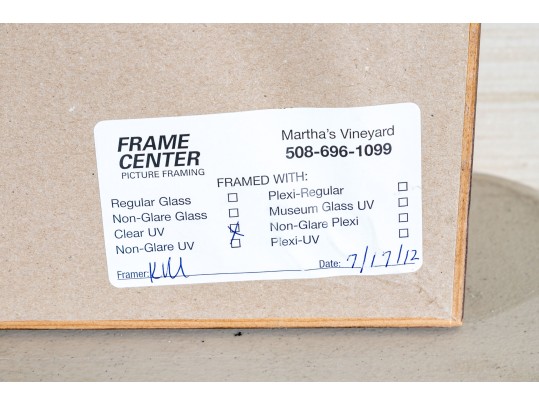 FRAME
CENTER
PICTURE FRAMING
Martha's Vineyard
508-696-1099
FRAMED WITH:
Regular Glass
Non-Glare Glass
Clear UV
Non-Glare UV
Plexi-Regular
Museum Glass UV
Non-Glare Plexi
Plexi-UV
Framer:
Date: 7/17/12